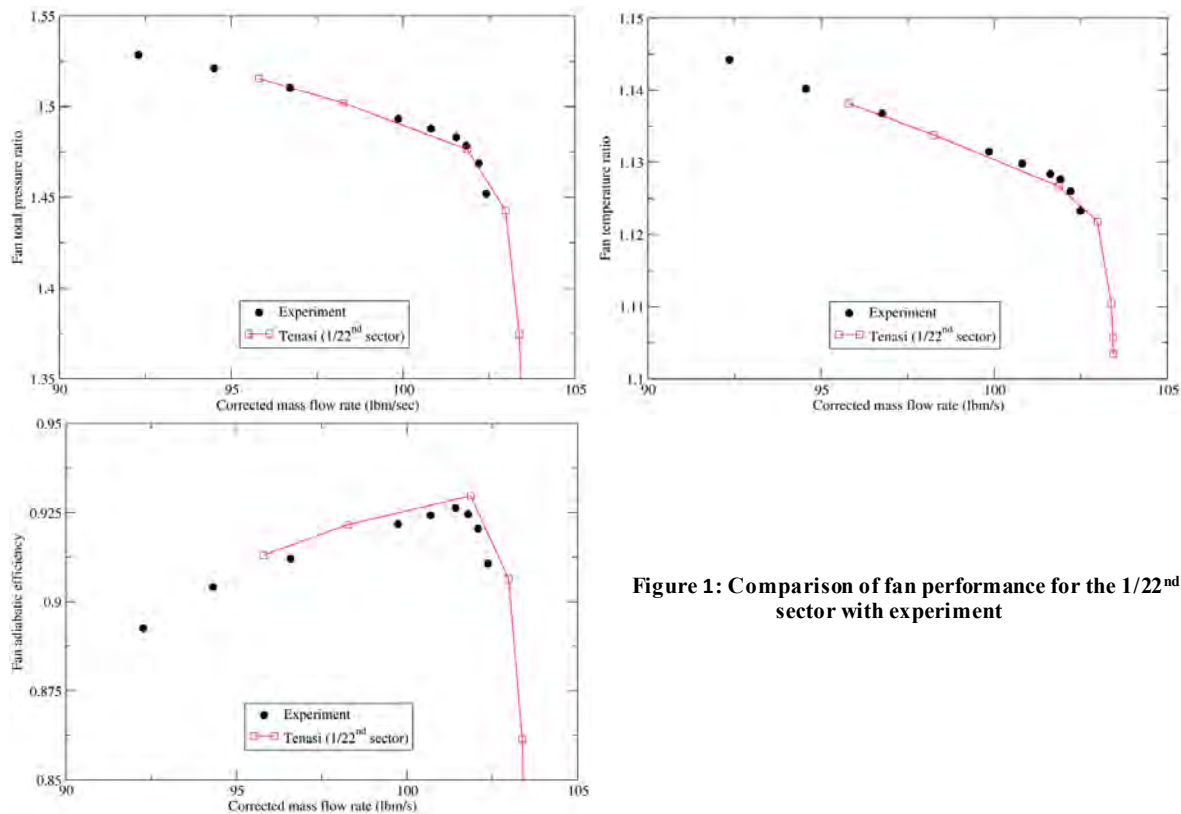 1.55
1.5
1.45
1.4
1.35
Fan total pressure ratio
Experiment
Tenasi (1/22nd sector)
90
95
100
105
Corrected mass flow rate (lbm/sec)
1.15
1.14
1.13
1.12
1.11
1.1
Fan temperature ratio
Experiment
Tenasi (1/22nd sector)
90
95
100
105
Corrected mass flow rate (lbm/s)
0.95
0.925
0.9
0.875
0.85
Fan adiabatic efficiency
Experiment
Tenasi (1/22nd sector)
90
95
100
105
Corrected mass flow rate (lbm/s)
Figure 1: Comparison of fan performance for the 1/22nd
sector with experiment